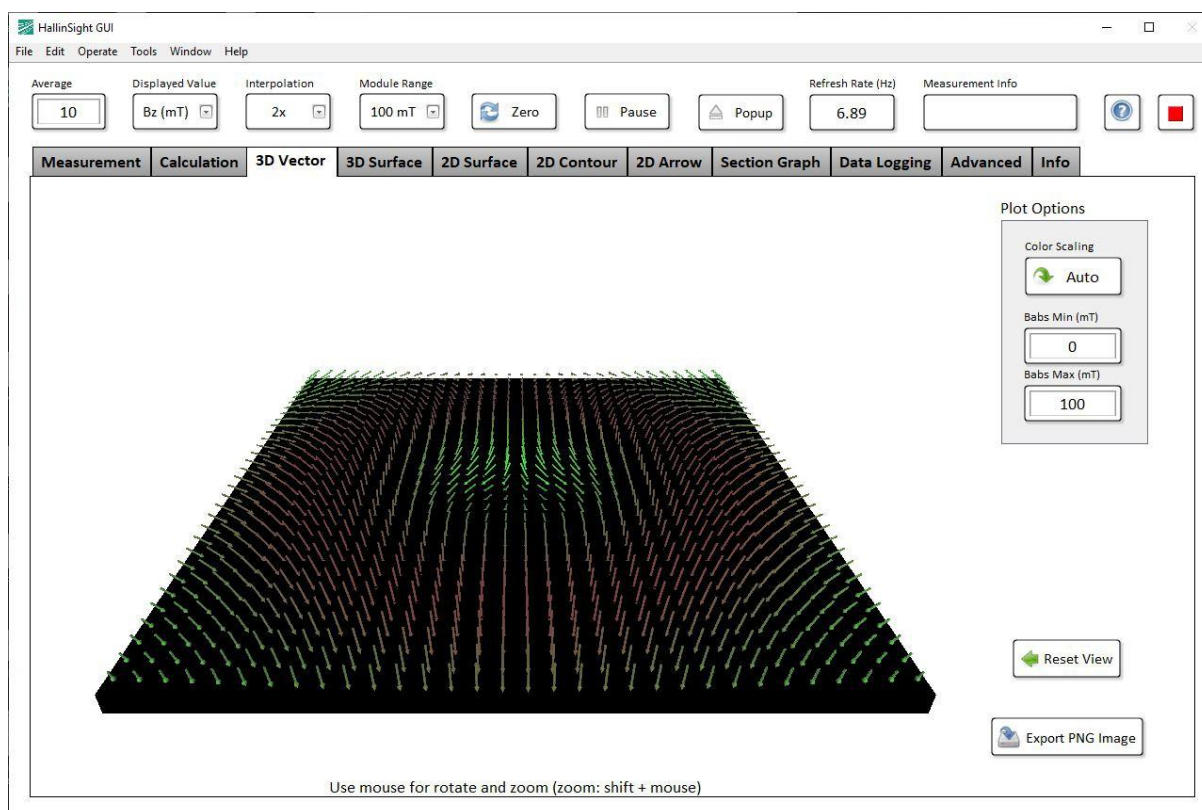 HallinSight GUI
File Edit Operate Tools Window Help
Average Displayed Value Interpolation Module Range Refresh Rate (Hz) Measurement Info
10 Bz (mT) 2x 100 mT Zero Pause Popup 6.89
Measurement Calculation 3D Vector 3D Surface 2D Surface 2D Contour 2D Arrow Section Graph Data Logging Advanced Info
Plot Options
Color Scaling
Auto
Babs Min (mT)
0
Babs Max (mT)
100
Reset View
Export PNG Image
Use mouse for rotate and zoom (zoom: shift + mouse)